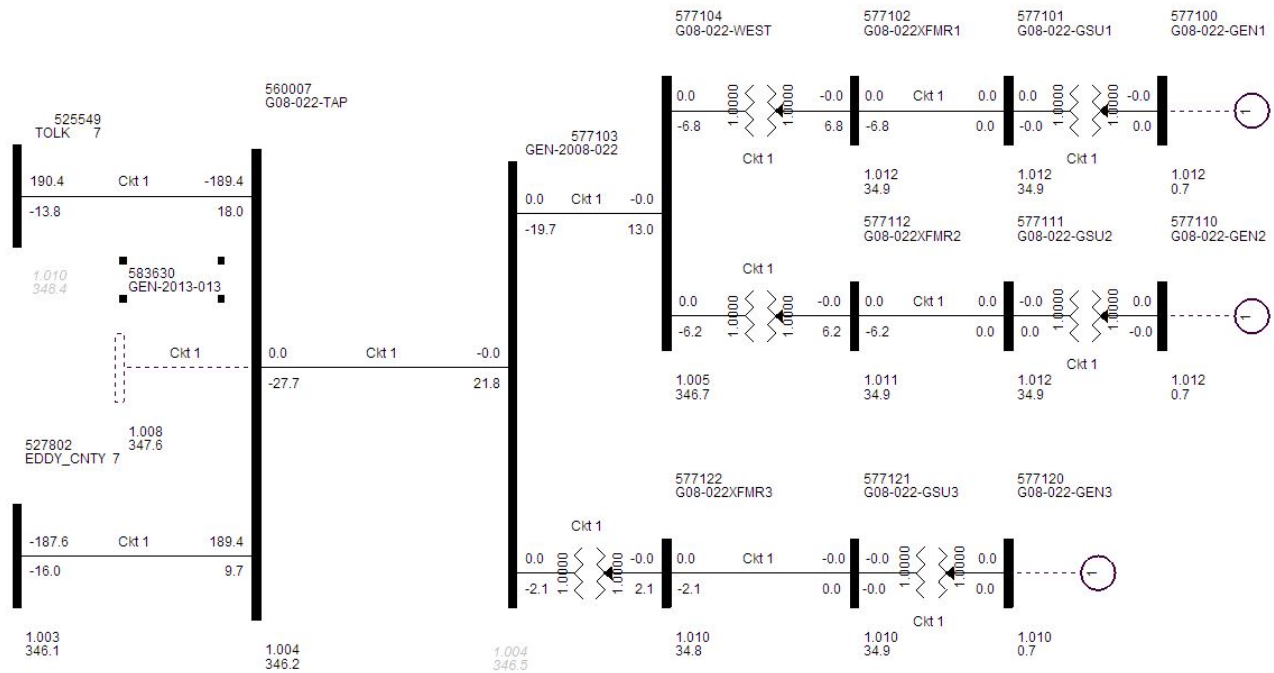 577104
G08-022-WEST
577102
G08-022XFMR1
577101
G08-022-GSU1
577100
G08-022-GEN1
560007
G08-022-TAP
525549
TOLK 7
577103
GEN-2008-022
0.0 -0.0 0.0 Ckt 1 0.0 0.0 -0.0
1.0000 1.0000 1.0000 1.0000 1
-6.8 6.8 -6.8 0.0 -0.0 0.0
Ckt 1 Ckt 1
190.4 Ckt 1 -189.4
-13.8 18.0
0.0 Ckt 1 -0.0
-19.7 13.0
1.012
34.9
1.012
34.9
1.012
0.7
577112
G08-022XFMR2
577111
G08-022-GSU2
577110
G08-022-GEN2
1.010
348.4
583630
GEN-2013-013
Ckt 1
0.0 -0.0 0.0 Ckt 1 -0.0 -0.0 0.0
1.0000 1.0000 1.0000 1.0000 1
-6.2 6.2 -6.2 0.0 0.0 -0.0
Ckt 1
Ckt 1 0.0 Ckt 1 -0.0
-27.7 21.8
1.005
346.7
1.011
34.9
1.012
34.9
1.012
0.7
1.008
347.6
527802
EDDY_CNTY 7
577122
G08-022XFMR3
577121
G08-022-GSU3
577120
G08-022-GEN3
-187.6 Ckt 1 189.4
-16.0 9.7
Ckt 1
0.0 -0.0 0.0 Ckt 1 -0.0 -0.0 0.0
1.0000 1.0000 1.0000 1.0000 1
-2.1 2.1 -2.1 0.0 -0.0 0.0
Ckt 1
1.003
346.1
1.004
346.2
1.004
346.5
1.010
34.8
1.010
34.9
1.010
0.7